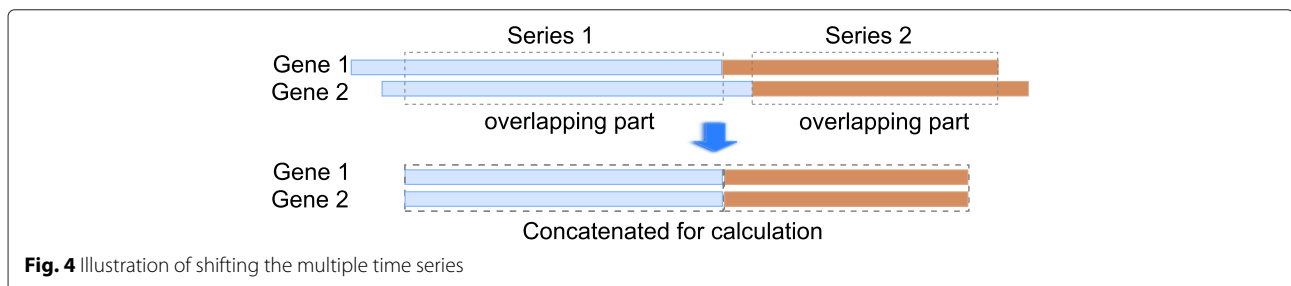 Series 1 Series 2
Gene 1
Gene 2
overlapping part overlapping part
Gene 1
Gene 2
Concatenated for calculation
Fig. 4 Illustration of shifting the multiple time series